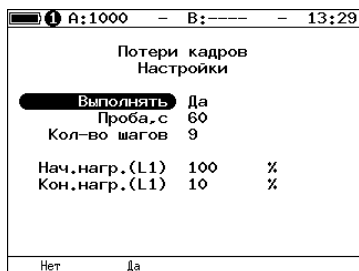 1 A:1000 – B:---- – 13:29
Потери кадров
Настройки
Выполнять Да
Проба,с 60
Кол-во шагов 9
Нач.нагр.(L1) 100 %
Кон.нагр.(L1) 10 %
Нет Да